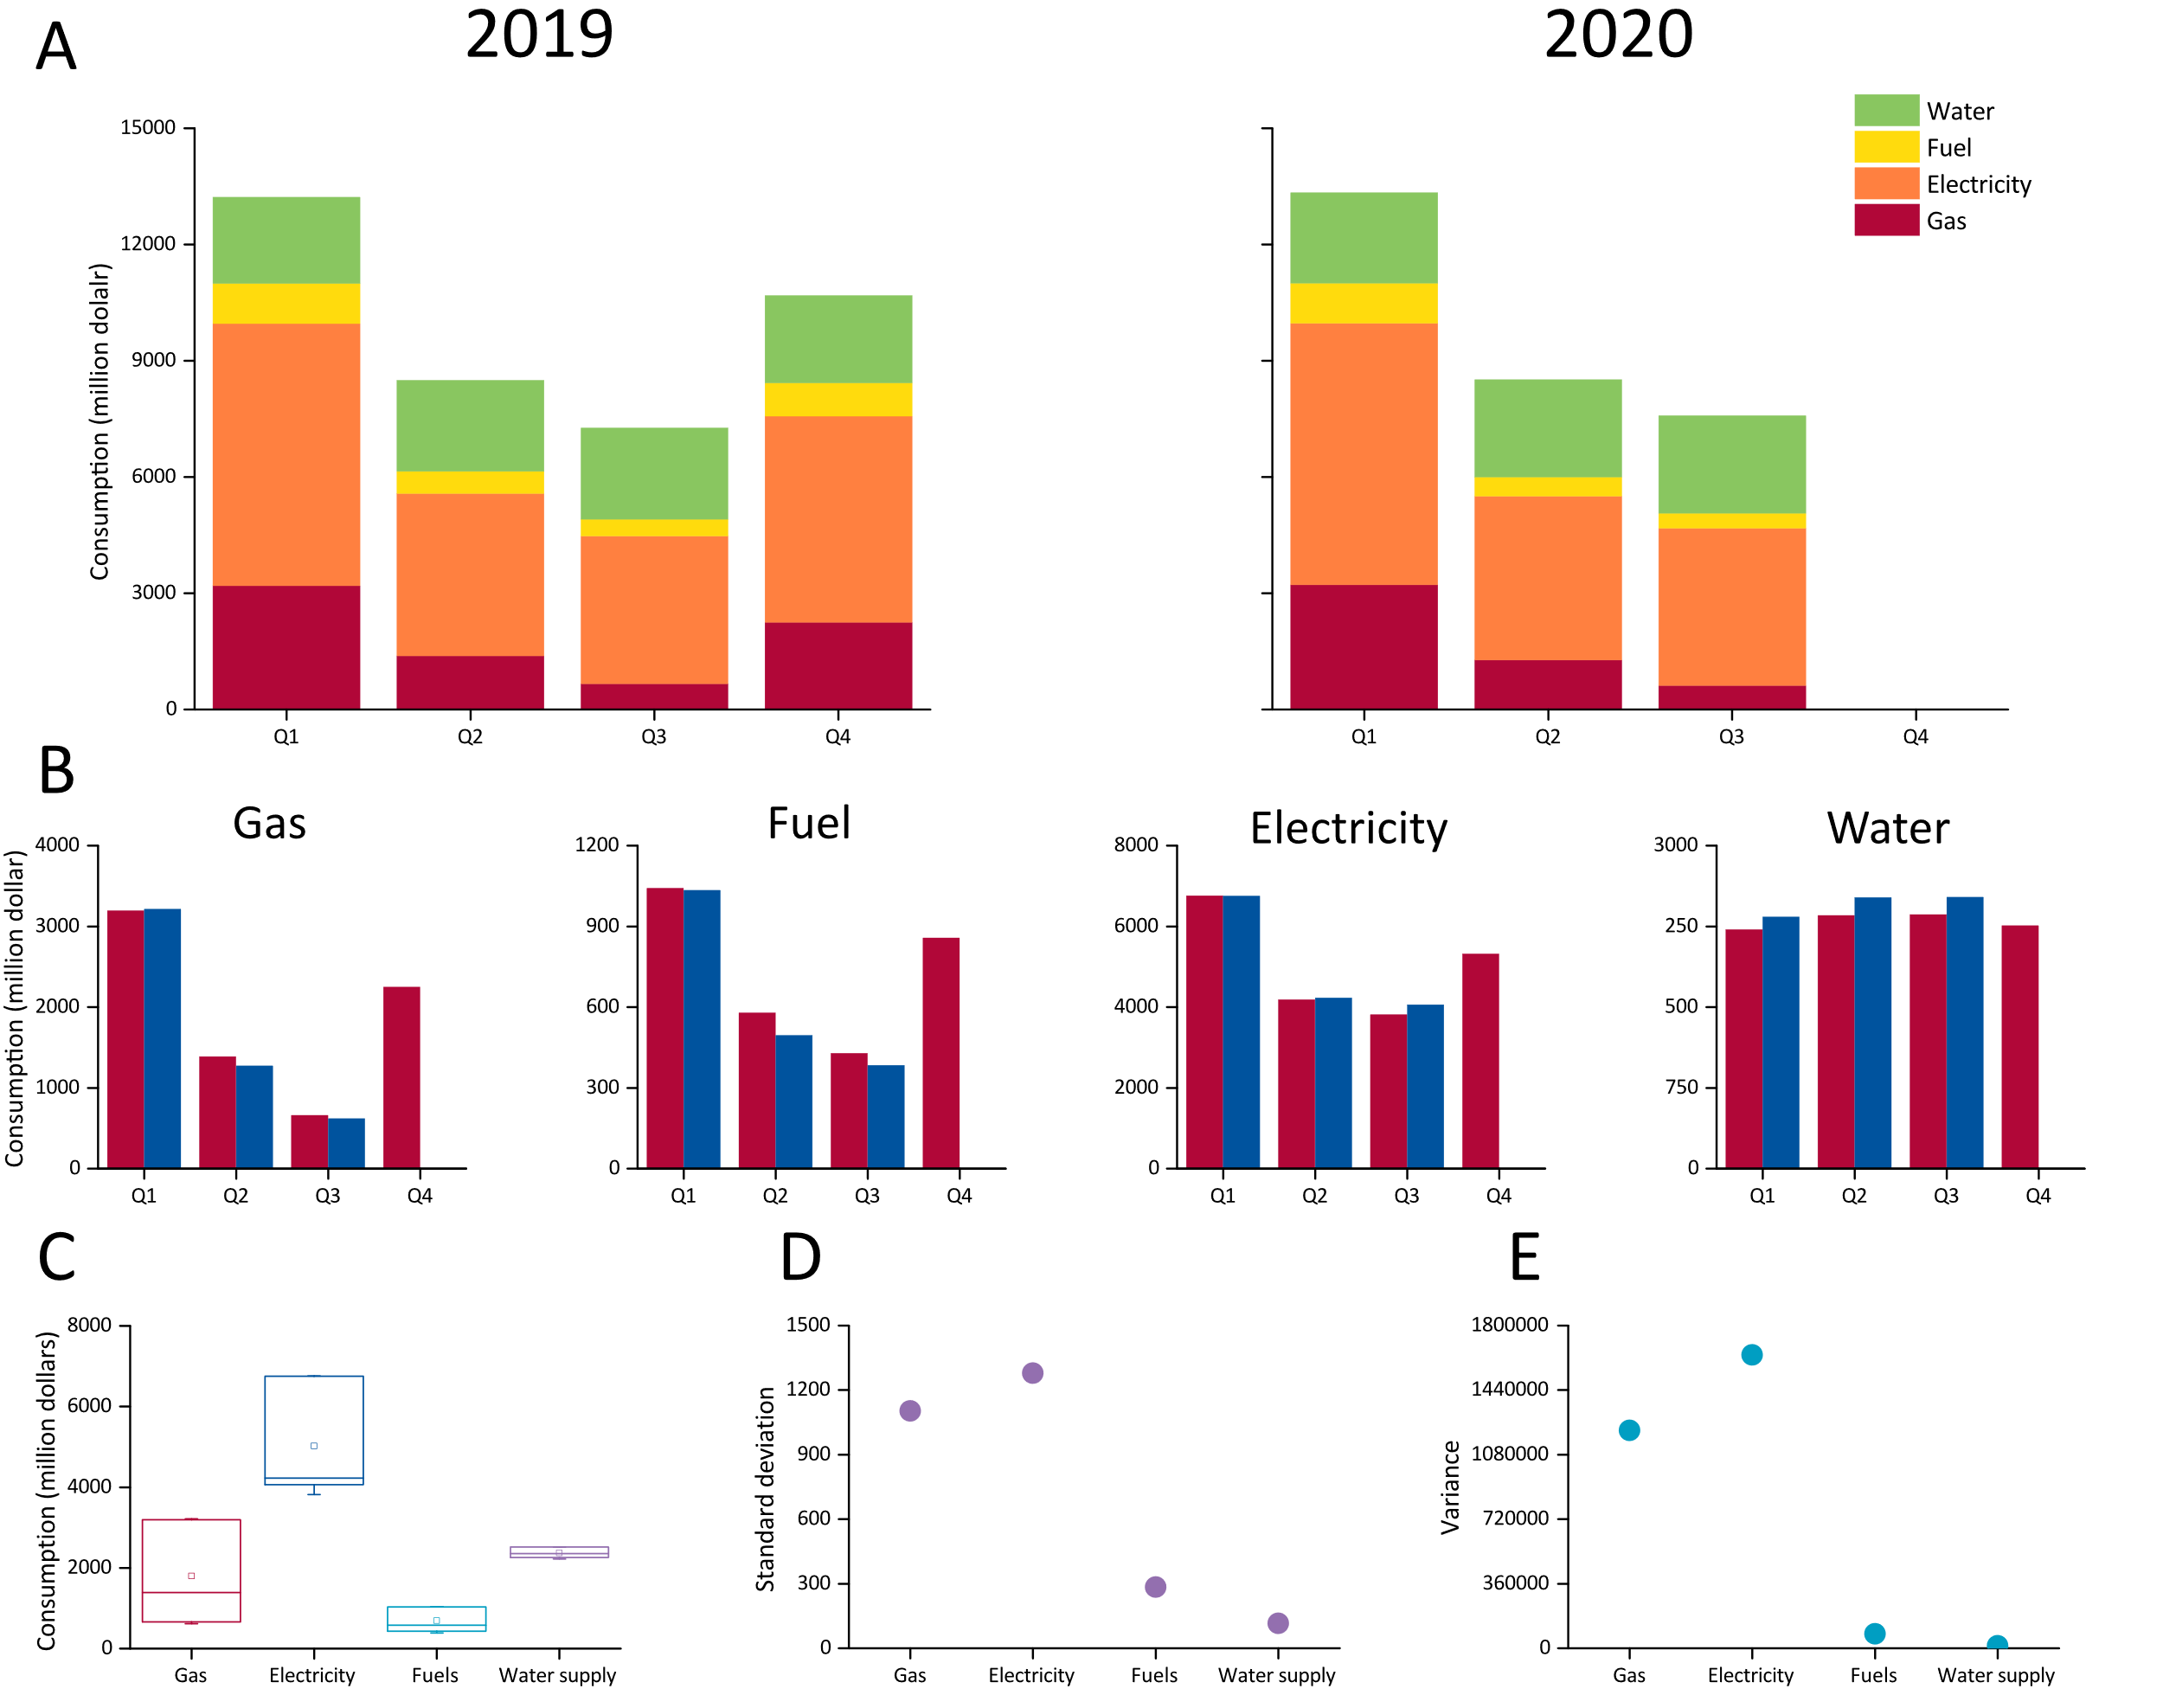 A
2019
2020
Water
Fuel
Electricity
Gas
Consumption (million dolalr)
15000
12000
9000
6000
3000
0
Q1 Q2 Q3 Q4
Q1 Q2 Q3 Q4
B
Gas
Consumption (million dollar)
4000
3000
2000
1000
0
Q1 Q2 Q3 Q4
Fuel
1200
900
600
300
0
Q1 Q2 Q3 Q4
Electricity
8000
6000
4000
2000
0
Q1 Q2 Q3 Q4
Water
3000
250
500
750
0
Q1 Q2 Q3 Q4
C
Consumption (million dollars)
8000
6000
4000
2000
0
Gas Electricity Fuels Water supply
D
Standard deviation
1500
1200
900
600
300
0
Gas Electricity Fuels Water supply
E
Variance
1800000
1440000
1080000
720000
360000
0
Gas Electricity Fuels Water supply